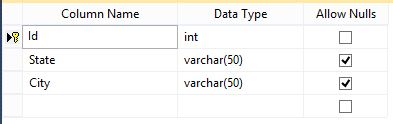 Column Name Data Type Allow Nulls
Id int
State varchar(50)
City varchar(50)